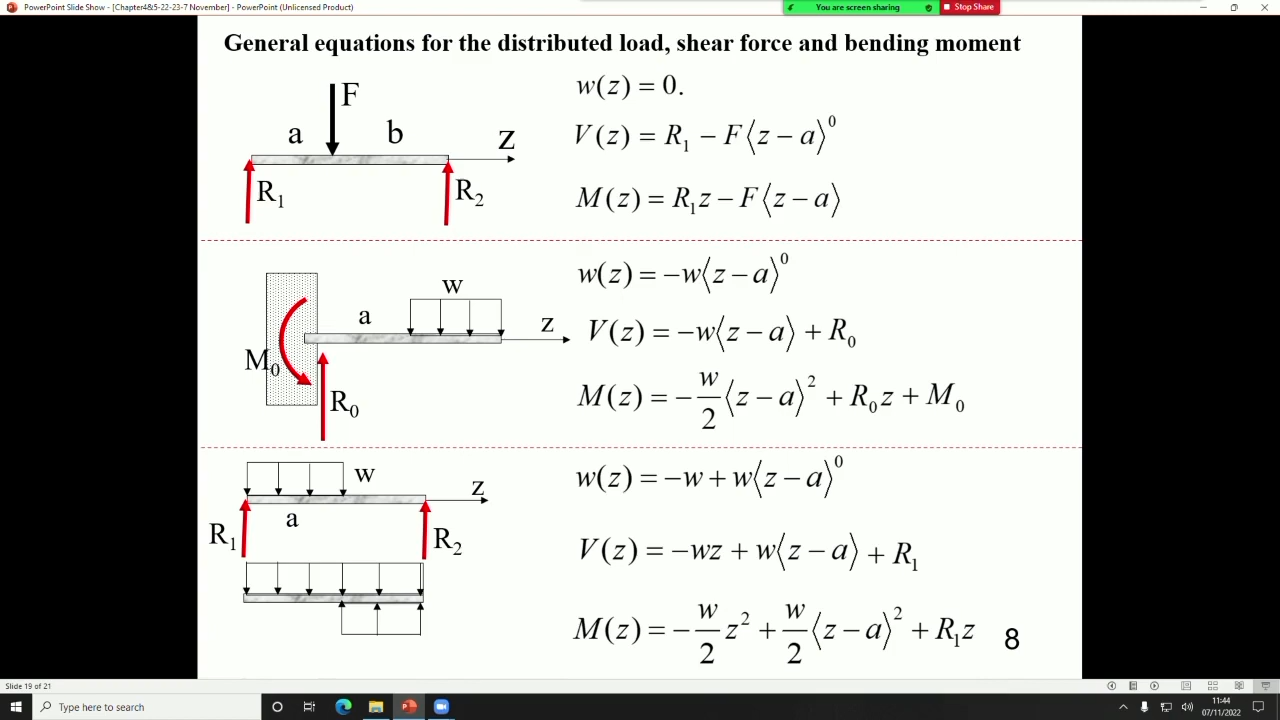 PowerPoint Slide Show - [Chapter4&5-22-23-7 November] - PowerPoint (Unlicensed Product)
You are screen sharing
Stop Share
General equations for the distributed load, shear force and bending moment
F
a b z
R₁ R₂
w(z) = 0.
V(z) = R₁ − F⟨z − a⟩⁰
M(z) = R₁z − F⟨z − a⟩
w
a z
M₀
R₀
w(z) = −w⟨z − a⟩⁰
V(z) = −w⟨z − a⟩ + R₀
M(z) = −w/2⟨z − a⟩² + R₀z + M₀
w
z
a
R₁ R₂
w(z) = −w + w⟨z − a⟩⁰
V(z) = −wz + w⟨z − a⟩ + R₁
M(z) = −w/2 z² + w/2⟨z − a⟩² + R₁z
8
Slide 19 of 21
Type here to search
11:44
07/11/2022